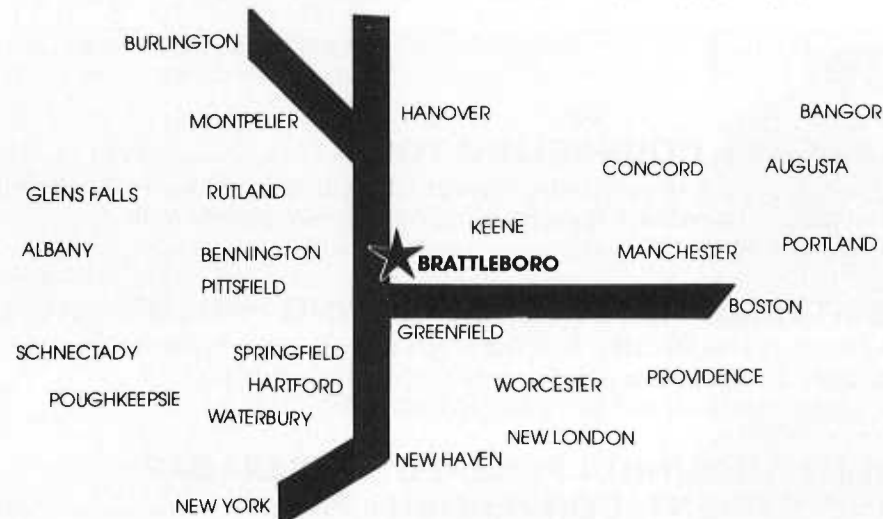 BURLINGTON
HANOVER
BANGOR
MONTPELIER
CONCORD
AUGUSTA
GLENS FALLS
RUTLAND
KEENE
ALBANY
BENNINGTON
BRATTLEBORO
MANCHESTER
PORTLAND
PITTSFIELD
BOSTON
GREENFIELD
SCHNECTADY
SPRINGFIELD
HARTFORD
WORCESTER
PROVIDENCE
POUGHKEEPSIE
WATERBURY
NEW LONDON
NEW HAVEN
NEW YORK